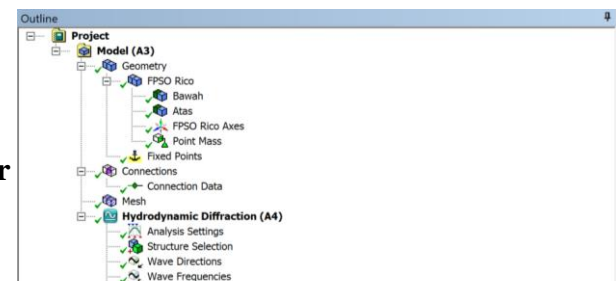 Outline
Project
Model (A3)
Geometry
FPSO Rico
Bawah
Atas
FPSO Rico Axes
Point Mass
Fixed Points
r
Connections
Connection Data
Mesh
Hydrodynamic Diffraction (A4)
Analysis Settings
Structure Selection
Wave Directions
Wave Frequencies